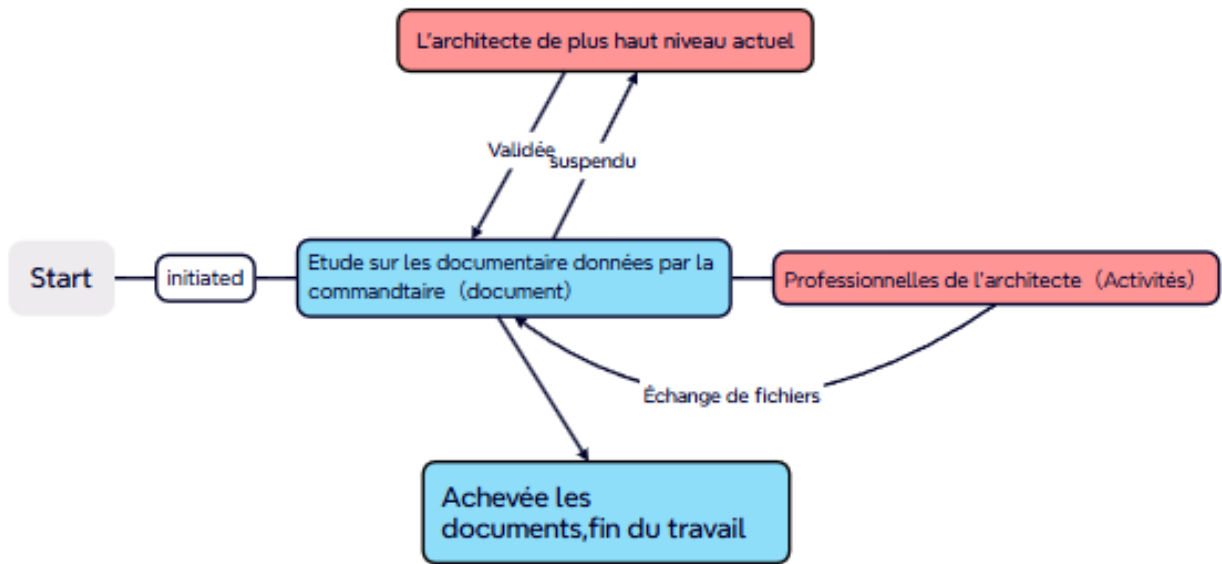 L'architecte de plus haut niveau actuel
Validée
suspendu
Start
initiated
Etude sur les documentaire données par la
commandtaire（document）
Professionnelles de l'architecte（Activités）
Échange de fichiers
Achevée les
documents,fin du travail